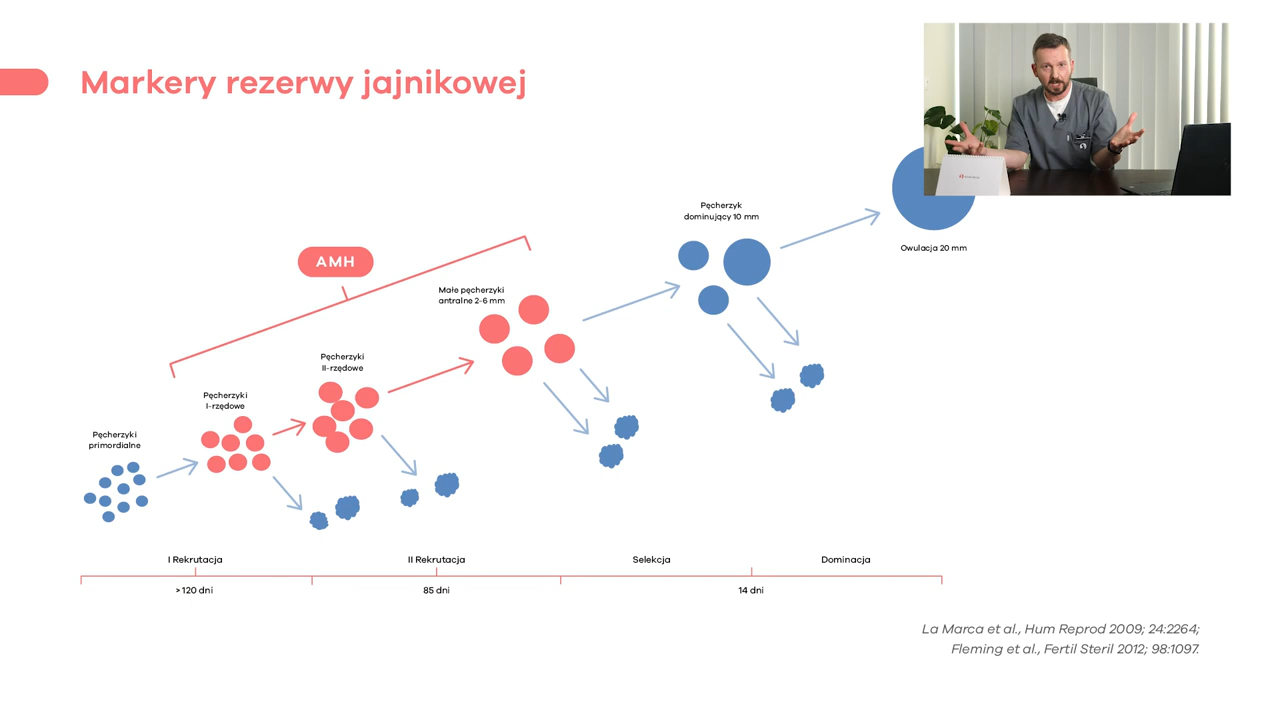 Markery rezerwy jajnikowej
Pęcherzyk
dominujący 10 mm
Owulacja 20 mm
AMH
Małe pęcherzyki
antralne 2-6 mm
Pęcherzyki
II-rzędowe
Pęcherzyki
I-rzędowe
Pęcherzyki
primordialne
I Rekrutacja
II Rekrutacja
Selekcja
Dominacja
> 120 dni
85 dni
14 dni
La Marca et al., Hum Reprod 2009; 24:2264;
Fleming et al., Fertil Steril 2012; 98:1097.